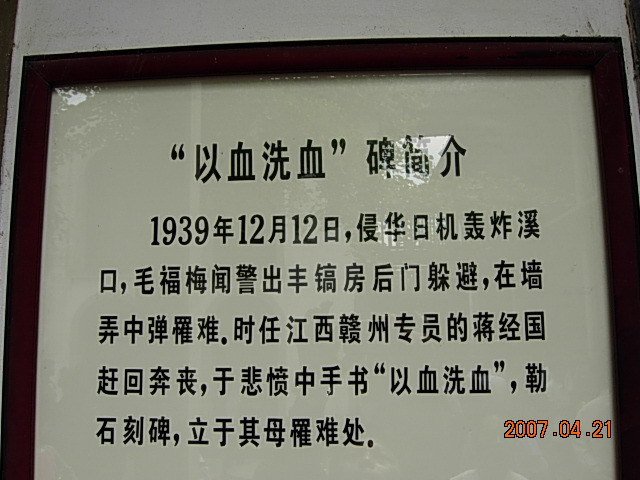 “以血洗血”碑简介
1939年12月12日，侵华日机轰炸溪
口，毛福梅闻警出丰镐房后门躲避，在墙
弄中弹罹难。时任江西赣州专员的蒋经国
赶回奔丧，于悲愤中手书“以血洗血”，勒
石刻碑，立于其母罹难处。
2007.04.21